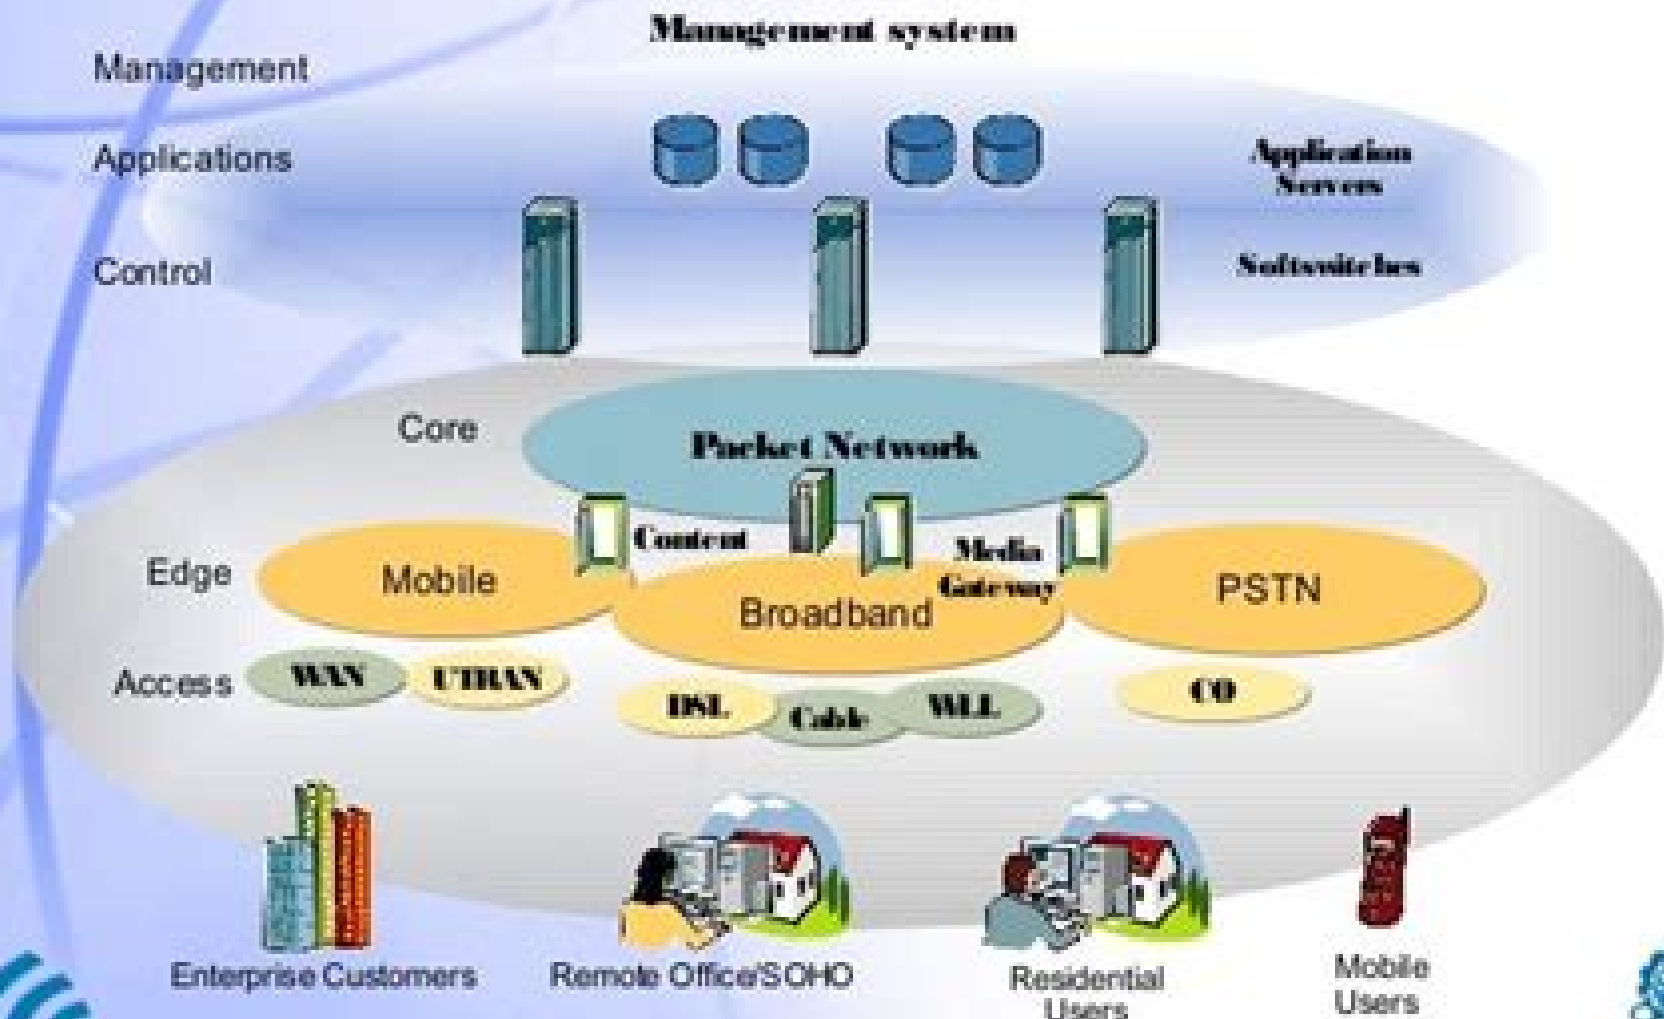 Management system
Management
Applications
Application
Servers
Control
Softswitches
Core
Packet Network
Content
Media
Gateway
Edge
Mobile
Broadband
PSTN
Access
WAN
UTRAN
DSL
Cable
WLL
CO
Enterprise Customers
Remote Office/SOHO
Residential
Users
Mobile
Users